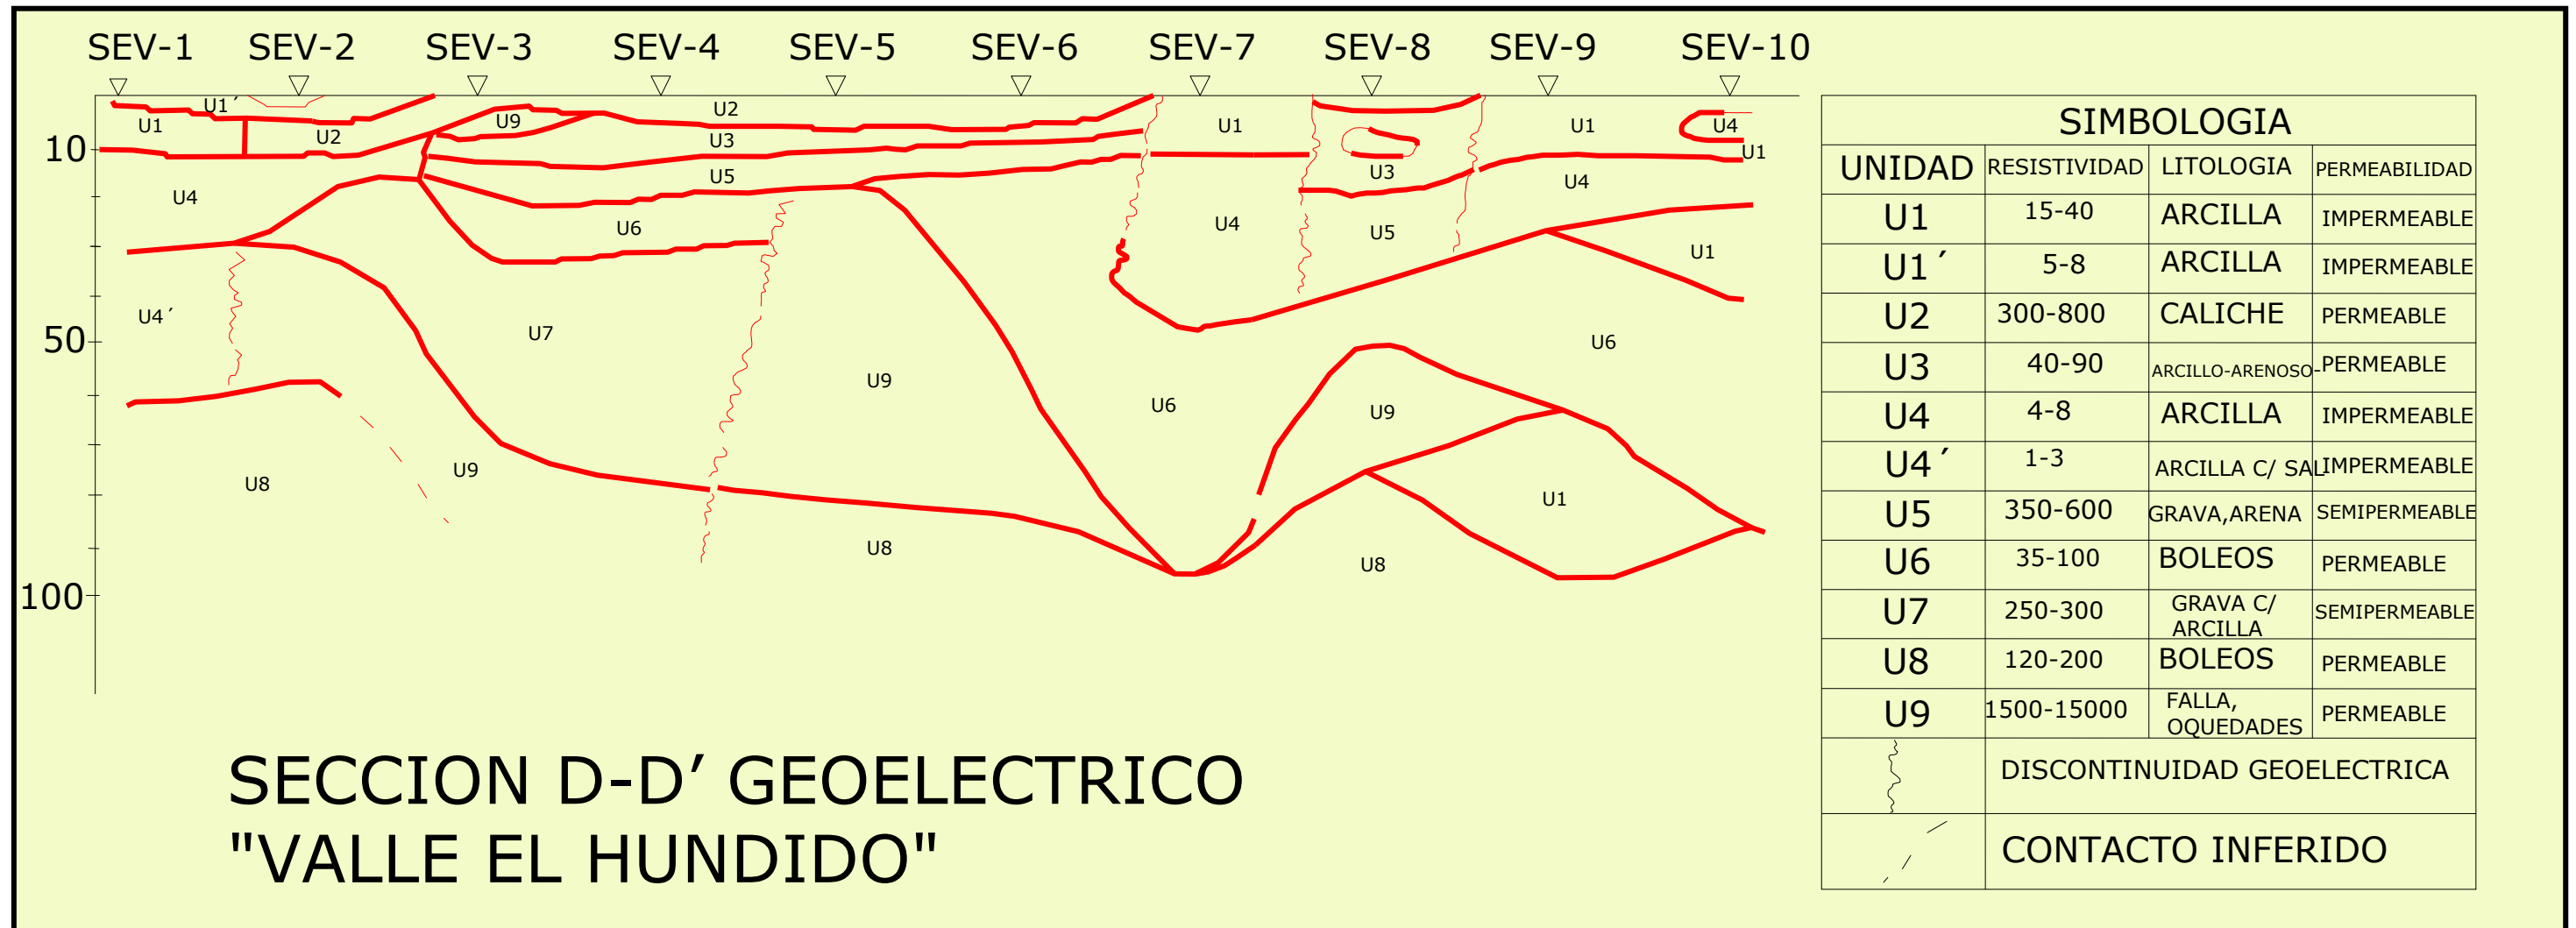 SEV-1 SEV-2 SEV-3 SEV-4 SEV-5 SEV-6 SEV-7 SEV-8 SEV-9 SEV-10
U1´ U9 U2
U1 U2 U3 U1 U1 U4
10 U1
U5 U3 U4
U4 U6 U4 U5
U1
U4´ U7 U6
50
U9 U6 U9
U8 U9 U1
U8 U8
100
SECCION D-D’ GEOELECTRICO
"VALLE EL HUNDIDO"
SIMBOLOGIA
UNIDAD RESISTIVIDAD LITOLOGIA PERMEABILIDAD
U1 15-40 ARCILLA IMPERMEABLE
U1´ 5-8 ARCILLA IMPERMEABLE
U2 300-800 CALICHE PERMEABLE
U3 40-90 ARCILLO-ARENOSO- PERMEABLE
U4 4-8 ARCILLA IMPERMEABLE
U4´ 1-3 ARCILLA C/ SAL IMPERMEABLE
U5 350-600 GRAVA,ARENA SEMIPERMEABLE
U6 35-100 BOLEOS PERMEABLE
U7 250-300 GRAVA C/ SEMIPERMEABLE
ARCILLA
U8 120-200 BOLEOS PERMEABLE
U9 1500-15000 FALLA, PERMEABLE
OQUEDADES
DISCONTINUIDAD GEOELECTRICA
CONTACTO INFERIDO